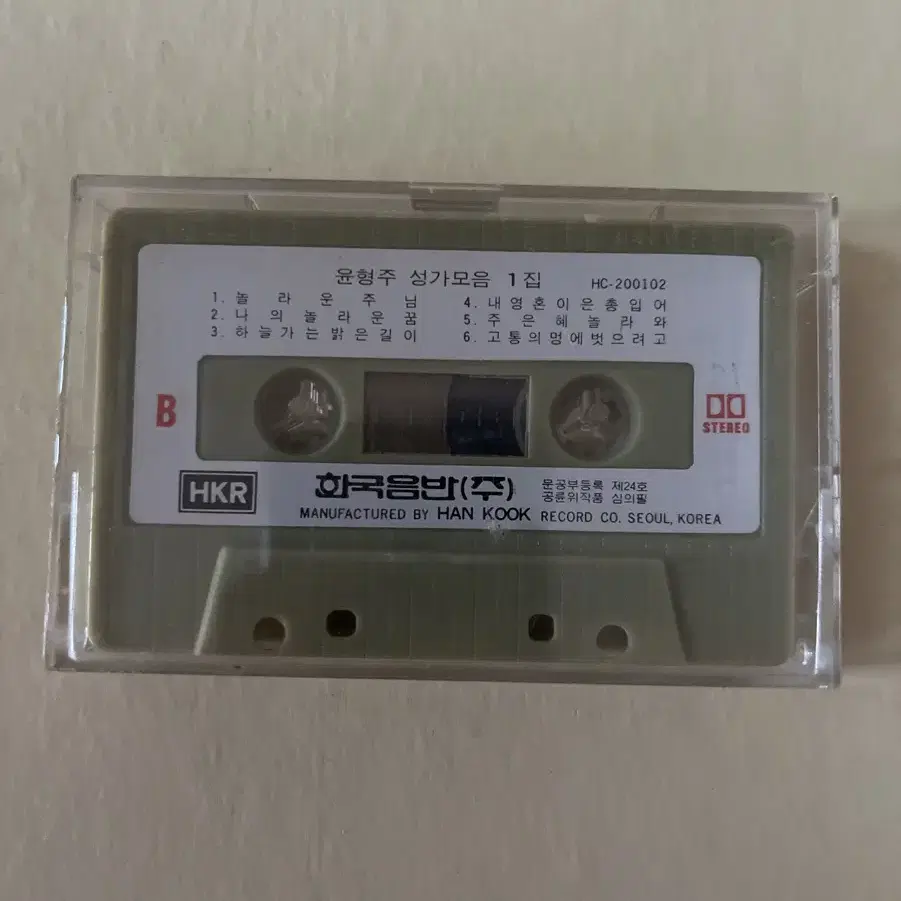 윤형주 성가모음 1집 HC-200102
1. 놀라운주님
2. 나의놀라운꿈
3. 하늘가는밝은길이
4. 내영혼이은총입어
5. 주은혜놀라와
6. 고통의멍에벗으려고
B
STEREO
HKR
한국음반(주)
문공부등록 제24호
공륜위작품 심의필
MANUFACTURED BY HAN KOOK RECORD CO. SEOUL, KOREA